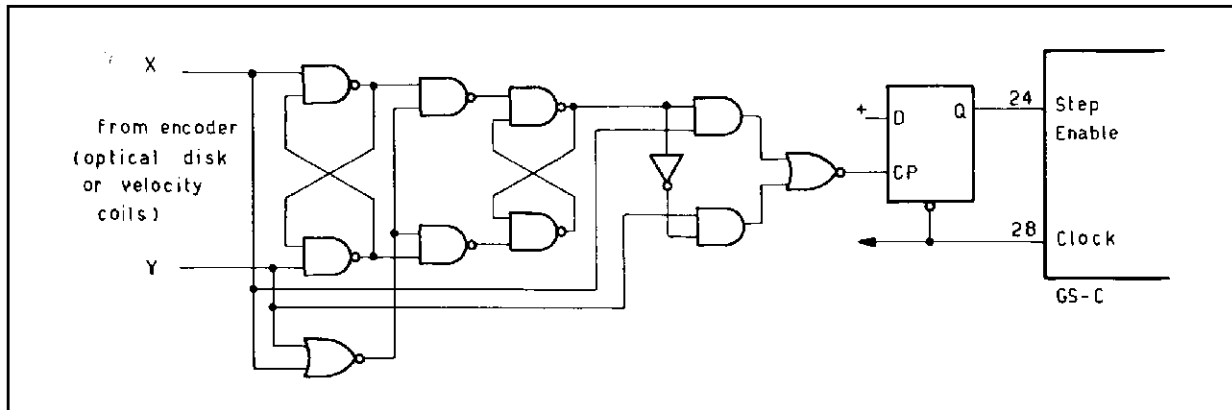 X
from encoder
(optical disk
or velocity
coils)
Y
+
D
Q
CP
24
Step
Enable
28
Clock
GS-C